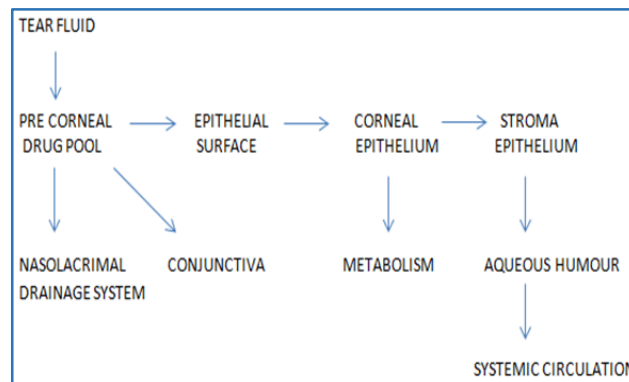 TEAR FLUID
PRE CORNEAL EPITHELIAL CORNEAL STROMA
DRUG POOL SURFACE EPITHELIUM EPITHELIUM
NASOLACRIMAL CONJUNCTIVA METABOLISM AQUEOUS HUMOUR
DRAINAGE SYSTEM
SYSTEMIC CIRCULATION